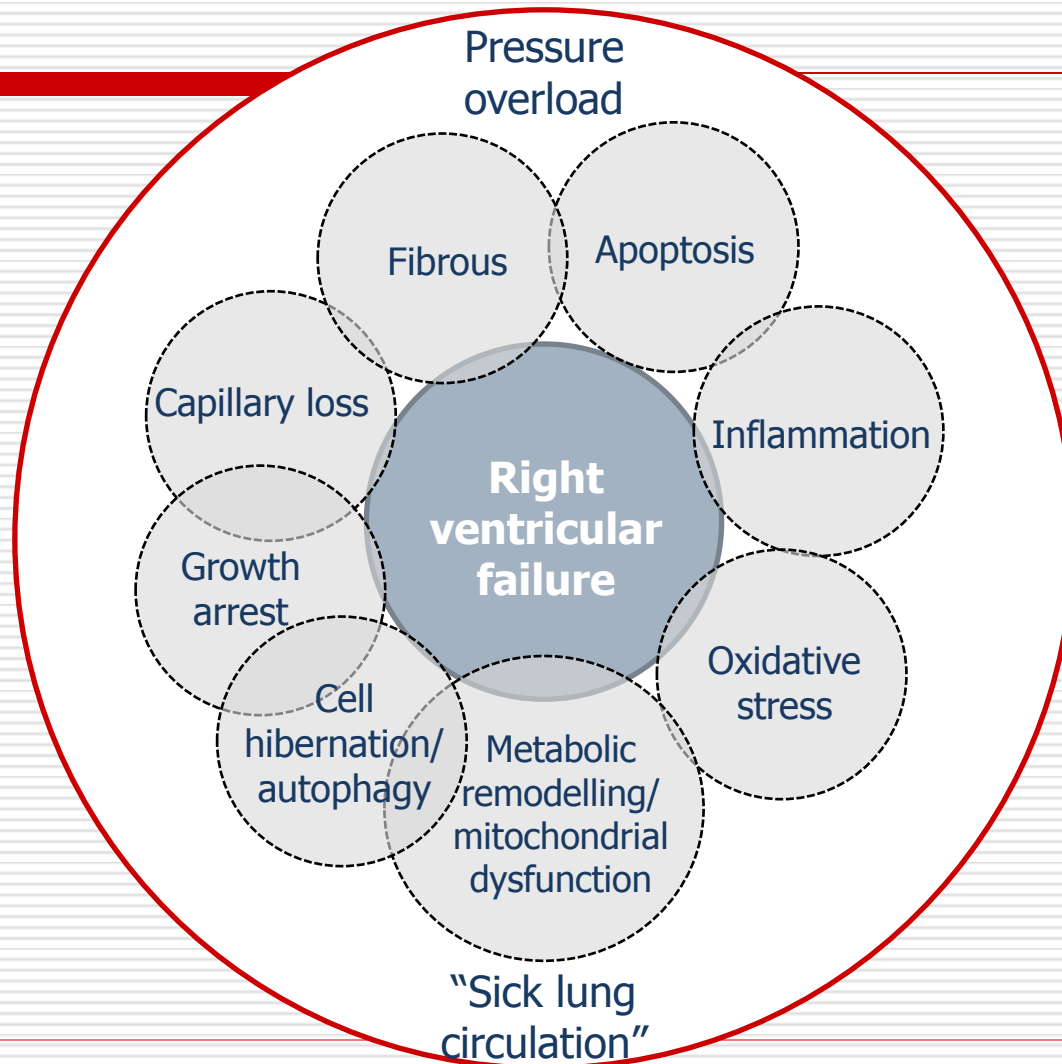 Pressure
overload
Fibrous
Apoptosis
Capillary loss
Inflammation
Right
ventricular
failure
Growth
arrest
Oxidative
stress
Cell
hibernation/
autophagy
Metabolic
remodelling/
mitochondrial
dysfunction
“Sick lung
circulation”